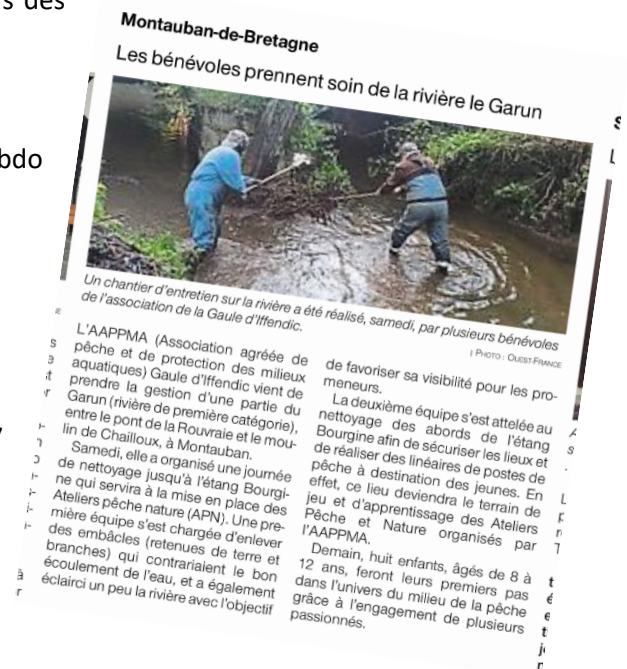 s des
bdo
Montauban-de-Bretagne
Les bénévoles prennent soin de la rivière le Garun
Un chantier d'entretien sur la rivière a été réalisé, samedi, par plusieurs bénévoles
de l'association de la Gaule d'Iffendic.
| PHOTO : OUEST-FRANCE
L'AAPPMA (Association agréée de
pêche et de protection des milieux
aquatiques) Gaule d'Iffendic vient de
prendre la gestion d'une partie du
Garun (rivière de première catégorie),
entre le pont de la Rouvraie et le mou-
lin de Chailloux, à Montauban.
Samedi, elle a organisé une journée
de nettoyage jusqu'à l'étang Bourgi-
ne qui servira à la mise en place des
Ateliers pêche nature (APN). Une pre-
mière équipe s'est chargée d'enlever
des embâcles (retenues de terre et
branches) qui contrariaient le bon
écoulement de l'eau, et a également
éclairci un peu la rivière avec l'objectif
de favoriser sa visibilité pour les pro-
meneurs.
La deuxième équipe s'est attelée au
nettoyage des abords de l'étang
Bourgine afin de sécuriser les lieux et
de réaliser des linéaires de postes de
pêche à destination des jeunes. En
effet, ce lieu deviendra le terrain de
jeu et d'apprentissage des Ateliers
Pêche et Nature organisés par
l'AAPPMA.
Demain, huit enfants, âgés de 8 à
12 ans, feront leurs premiers pas
dans l'univers du milieu de la pêche
grâce à l'engagement de plusieurs
passionnés.